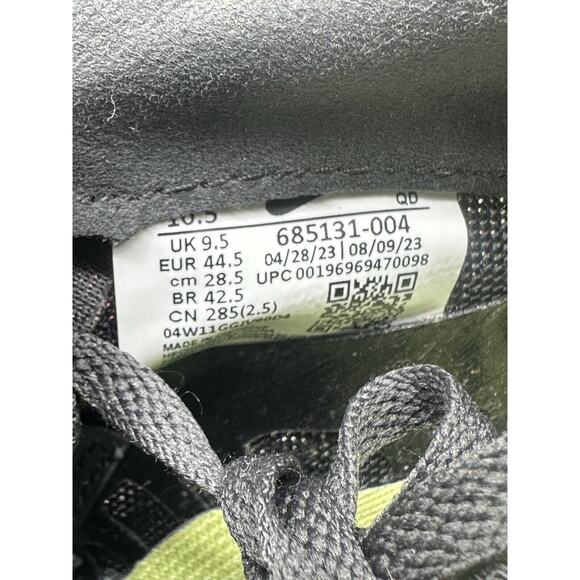 10.5 QD
UK 9.5 685131-004
EUR 44.5 04/28/23 | 08/09/23
cm 28.5 UPC 00196969470098
BR 42.5
CN 285(2.5)
MADE IN